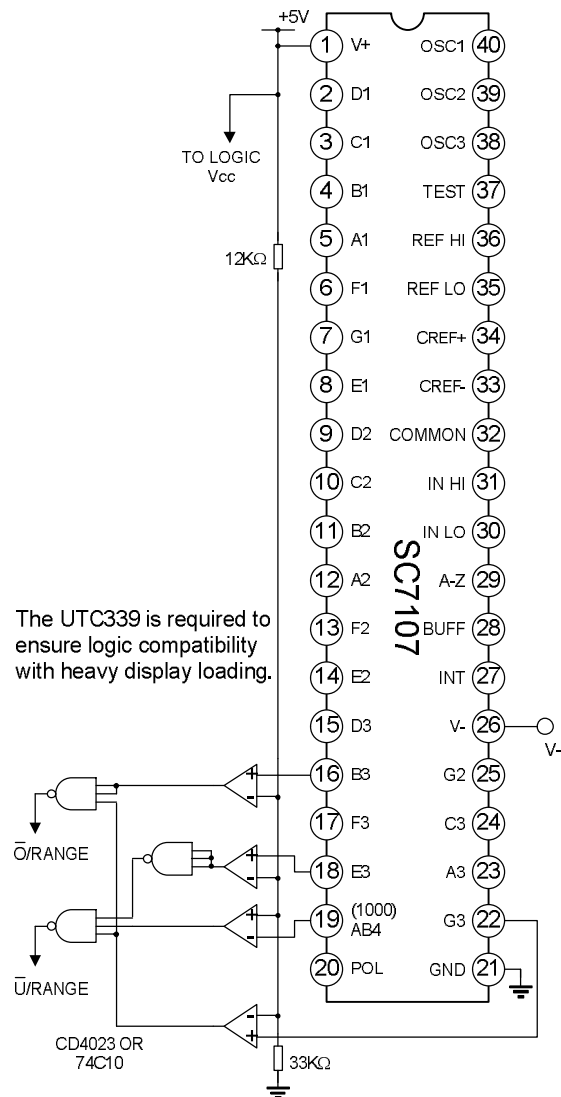 +5V
TO LOGIC
Vcc
12KΩ
1 V+ OSC1 40
2 D1 OSC2 39
3 C1 OSC3 38
4 B1 TEST 37
5 A1 REF HI 36
6 F1 REF LO 35
7 G1 CREF+ 34
8 E1 CREF- 33
9 D2 COMMON 32
10 C2 IN HI 31
11 B2 IN LO 30
12 A2 A-Z 29
13 F2 BUFF 28
14 E2 INT 27
15 D3 V- 26
16 B3 G2 25
17 F3 C3 24
18 E3 A3 23
19 (1000) G3 22
AB4
20 POL GND 21
SC7107
V-
The UTC339 is required to
ensure logic compatibility
with heavy display loading.
+
-
O̅/RANGE
+
-
+
-
U̅/RANGE
-
+
CD4023 OR
74C10
33KΩ